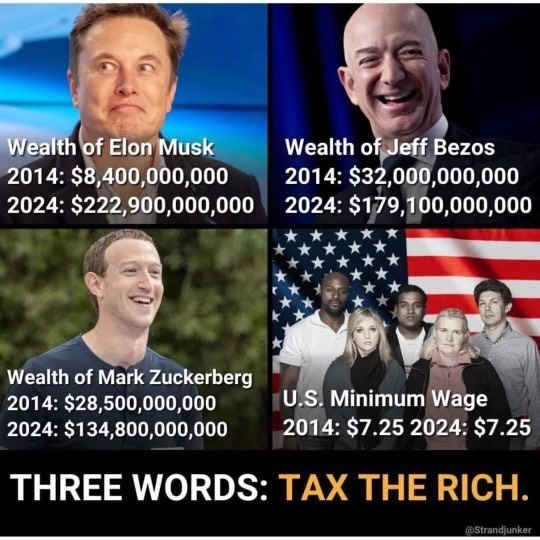 Wealth of Elon Musk
2014: $8,400,000,000
2024: $222,900,000,000
Wealth of Jeff Bezos
2014: $32,000,000,000
2024: $179,100,000,000
Wealth of Mark Zuckerberg
2014: $28,500,000,000
2024: $134,800,000,000
U.S. Minimum Wage
2014: $7.25 2024: $7.25
THREE WORDS: TAX THE RICH.
@Strandjunker